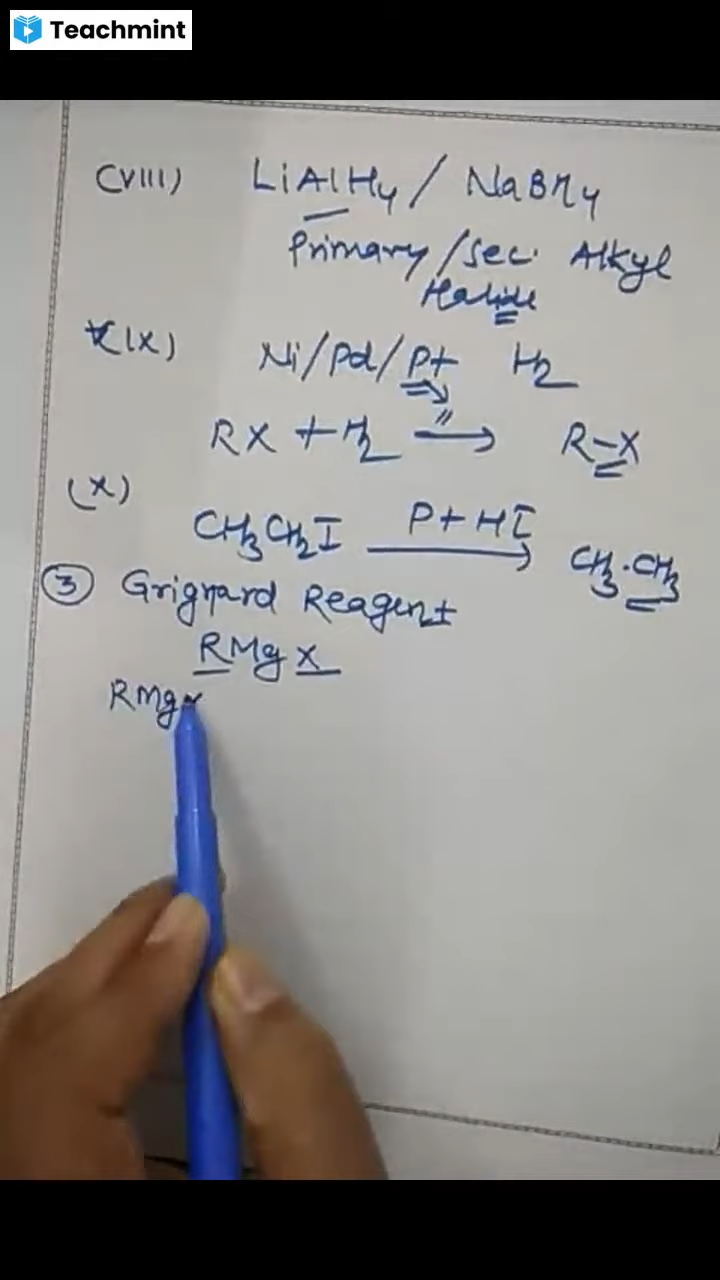 Teachmint
(VIII) LiAlH4 / NaBH4
Primary/Sec. Alkyl
Halide
(IX) Ni/Pd/Pt H2
RX + H2 → R-X
(X)
CH3CH2I P+HI → CH3.CH3
③ Grignard Reagent
RMgX
RMgx